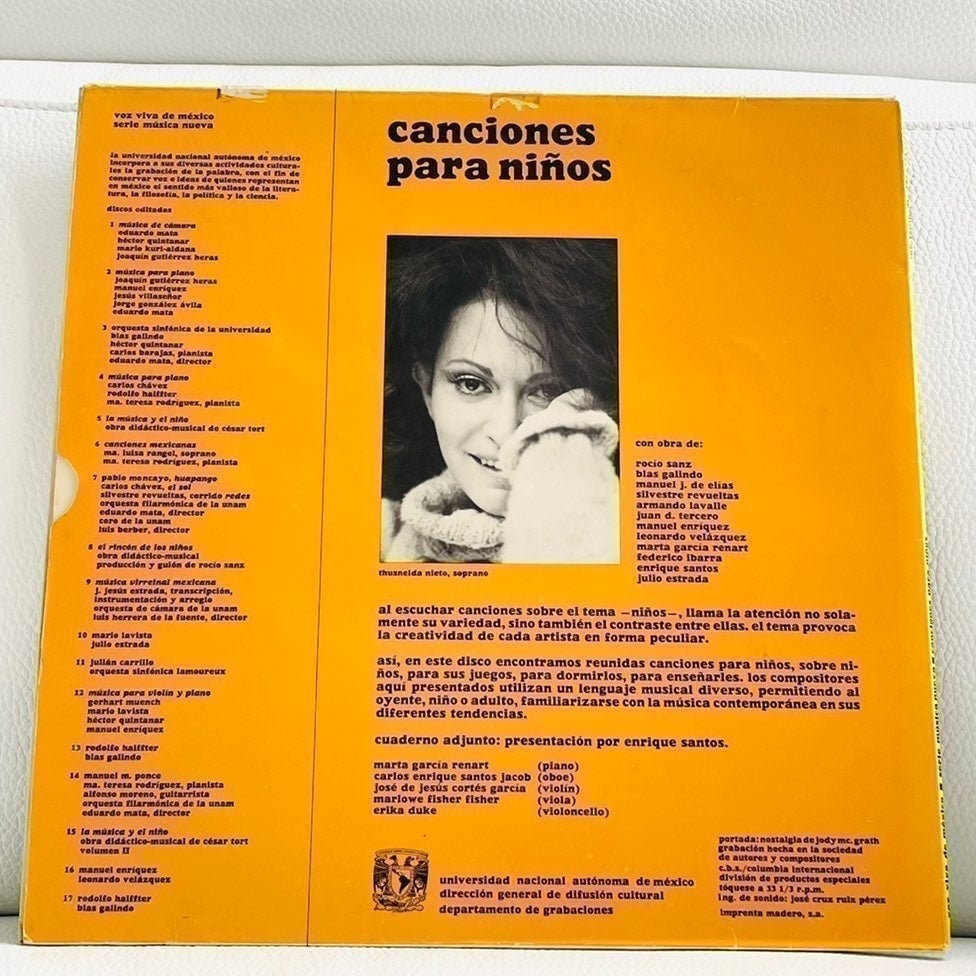 voz viva de méxico
serie música nueva
la universidad nacional autónoma de méxico
incorpora a sus diversas actividades cultura-
les la grabación de la palabra, con el fin de
conservar voz e ideas de quienes representan
en méxico el sentido más valioso de la litera-
tura, la filosofía, la política y la ciencia.
discos editados
1 música de cámara
eduardo mata
héctor quintanar
mario kuri-aldana
joaquín gutiérrez heras
2 música para piano
joaquín gutiérrez heras
manuel enríquez
jesús villaseñor
jorge gonzález ávila
eduardo mata
3 orquesta sinfónica de la universidad
blas galindo
héctor quintanar
carlos barajas, pianista
eduardo mata, director
4 música para piano
carlos chávez
rodolfo halffter
ma. teresa rodríguez, pianista
5 la música y el niño
obra didáctico-musical de césar tort
6 canciones mexicanas
ma. luisa rangel, soprano
ma. teresa rodríguez, pianista
7 pablo moncayo, huapango
carlos chávez, el sol
silvestre revueltas, corrido redes
orquesta filarmónica de la unam
eduardo mata, director
coro de la unam
luis berber, director
8 el rincón de los niños
obra didáctico-musical
producción y guión de rocío sanz
9 música virreinal mexicana
j. jesús estrada, transcripción,
instrumentación y arreglo
orquesta de cámara de la unam
luis herrera de la fuente, director
10 mario lavista
julio estrada
11 julián carrillo
orquesta sinfónica lamoureux
12 música para violín y piano
gerhart muench
mario lavista
héctor quintanar
manuel enríquez
13 rodolfo halffter
blas galindo
14 manuel m. ponce
ma. teresa rodríguez, pianista
alfonso moreno, guitarrista
orquesta filarmónica de la unam
eduardo mata, director
15 la música y el niño
obra didáctico-musical de césar tort
volumen II
16 manuel enríquez
leonardo velázquez
17 rodolfo halffter
blas galindo
canciones
para niños
thusnelda nieto, soprano
con obra de:
rocío sanz
blas galindo
manuel j. de elías
silvestre revueltas
armando lavalle
juan d. tercero
manuel enríquez
leonardo velázquez
marta garcía renart
federico ibarra
enrique santos
julio estrada
al escuchar canciones sobre el tema —niños—, llama la atención no sola-
mente su variedad, sino también el contraste entre ellas. el tema provoca
la creatividad de cada artista en forma peculiar.
así, en este disco encontramos reunidas canciones para niños, sobre ni-
ños, para sus juegos, para dormirlos, para enseñarles. los compositores
aquí presentados utilizan un lenguaje musical diverso, permitiendo al
oyente, niño o adulto, familiarizarse con la música contemporánea en sus
diferentes tendencias.
cuaderno adjunto: presentación por enrique santos.
marta garcía renart (piano)
carlos enrique santos jacob (oboe)
josé de jesús cortés garcía (violín)
marlowe fisher fisher (viola)
erika duke (violoncello)
universidad nacional autónoma de méxico
dirección general de difusión cultural
departamento de grabaciones
portada: nostalgia de jody mc. grath
grabación hecha en la sociedad
de autores y compositores
c.b.s./columbia internacional
división de productos especiales
tóquese a 33 1/3 r.p.m.
ing. de sonido: josé cruz ruiz pérez
imprenta madero, s.a.